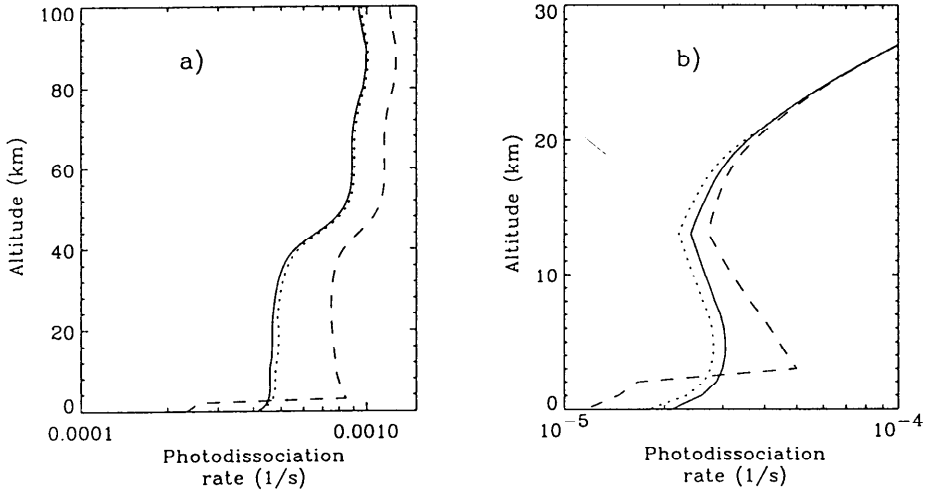 a)
100
80
60
40
20
0
Altitude (km)
0.0001
0.0010
Photodissociation
rate (1/s)
b)
30
20
10
0
Altitude (km)
10-5
10-4
Photodissociation
rate (1/s)